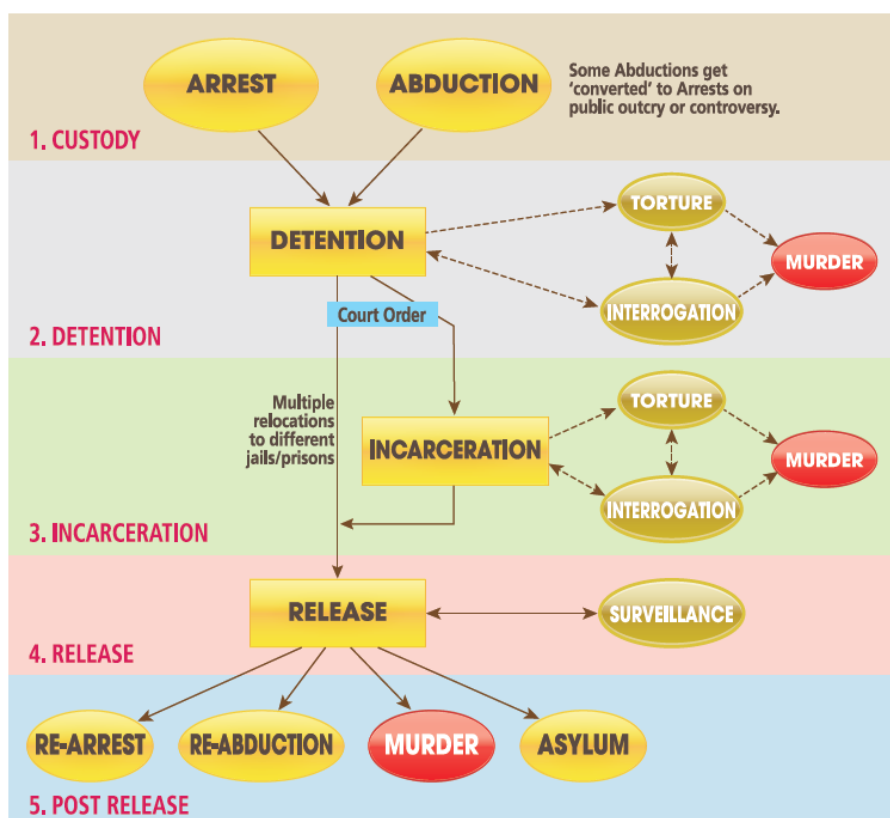 ARREST
ABDUCTION
Some Abductions get
‘converted’ to Arrests on
public outcry or controversy.
1. CUSTODY
DETENTION
TORTURE
MURDER
INTERROGATION
Court Order
2. DETENTION
Multiple
relocations
to different
jails/prisons
INCARCERATION
TORTURE
MURDER
INTERROGATION
3. INCARCERATION
RELEASE
SURVEILLANCE
4. RELEASE
RE-ARREST
RE-ABDUCTION
MURDER
ASYLUM
5. POST RELEASE